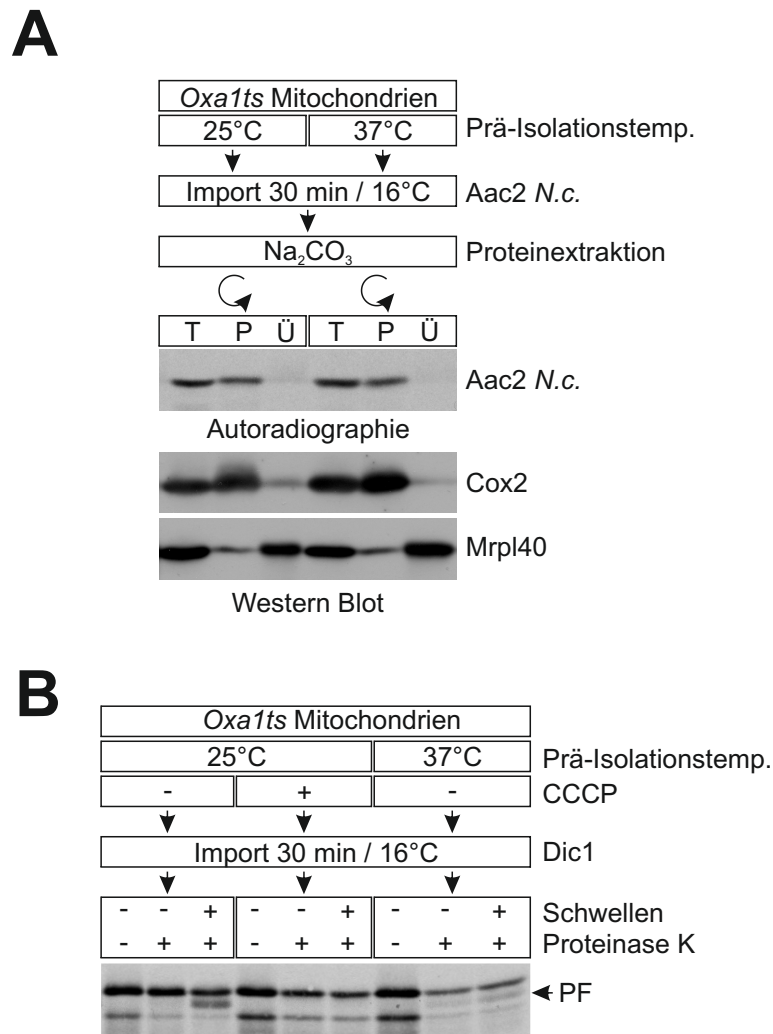 A
Oxa1ts Mitochondrien
25°C 37°C Prä-Isolationstemp.
Import 30 min / 16°C Aac2 N.c.
Na₂CO₃ Proteinextraktion
T P Ü T P Ü
Aac2 N.c.
Autoradiographie
Cox2
Mrpl40
Western Blot
B
Oxa1ts Mitochondrien
25°C 37°C Prä-Isolationstemp.
- + - CCCP
Import 30 min / 16°C Dic1
- - + - - + - - + Schwellen
- + + - + + - + + Proteinase K
PF